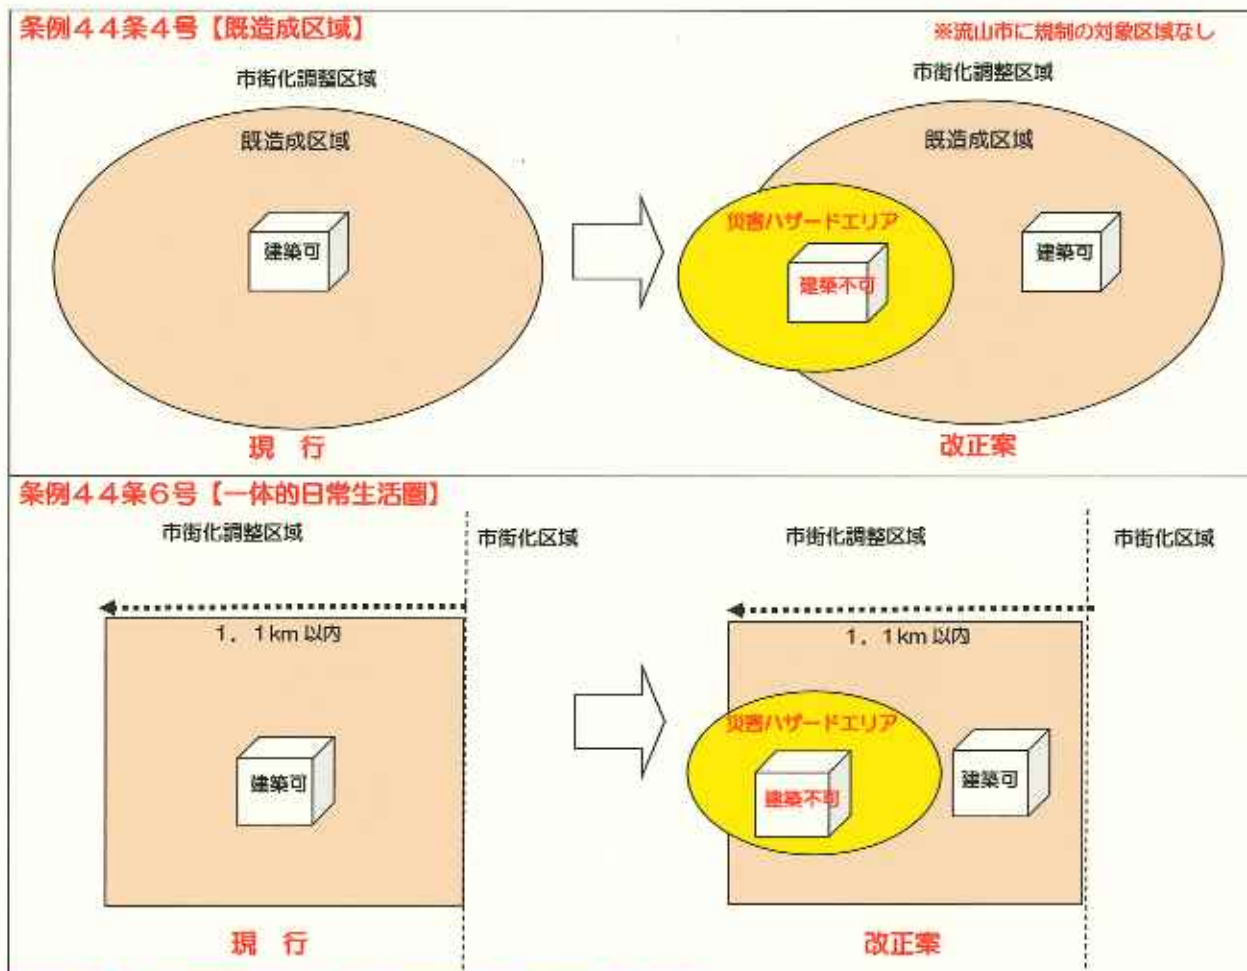 条例44条4号【既造成区域】
※流山市に規制の対象区域なし
市街化調整区域
既造成区域
建築可
現 行
市街化調整区域
既造成区域
災害ハザードエリア
建築不可
建築可
改正案
条例44条6号【一体的日常生活圏】
市街化調整区域
市街化区域
1.1km以内
建築可
現 行
市街化調整区域
市街化区域
1.1km以内
災害ハザードエリア
建築不可
建築可
改正案